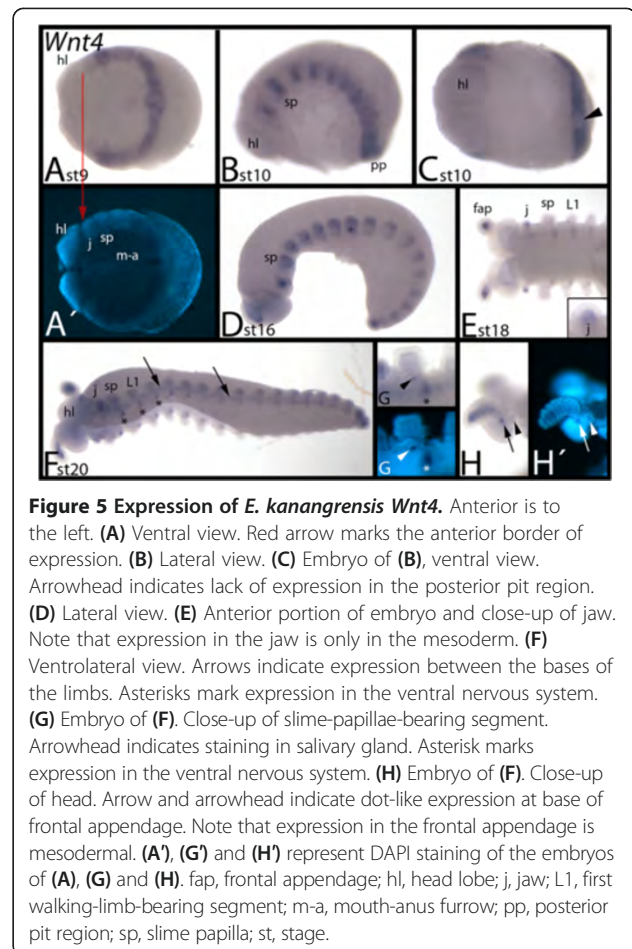 Wnt4
hl
A st9
sp
hl
pp
B st10
hl
C st10
hl
j
sp
m-a
A´
sp
D st16
fap
j
sp
L1
j
E st18
hl
j
sp
L1
*
*
*
F st20
*
G
*
G
H
H´
Figure 5 Expression of E. kanangrensis Wnt4. Anterior is to
the left. (A) Ventral view. Red arrow marks the anterior border of
expression. (B) Lateral view. (C) Embryo of (B), ventral view.
Arrowhead indicates lack of expression in the posterior pit region.
(D) Lateral view. (E) Anterior portion of embryo and close-up of jaw.
Note that expression in the jaw is only in the mesoderm. (F)
Ventrolateral view. Arrows indicate expression between the bases of
the limbs. Asterisks mark expression in the ventral nervous system.
(G) Embryo of (F). Close-up of slime-papillae-bearing segment.
Arrowhead indicates staining in salivary gland. Asterisk marks
expression in the ventral nervous system. (H) Embryo of (F). Close-up
of head. Arrow and arrowhead indicate dot-like expression at base of
frontal appendage. Note that expression in the frontal appendage is
mesodermal. (A′), (G′) and (H′) represent DAPI staining of the embryos
of (A), (G) and (H). fap, frontal appendage; hl, head lobe; j, jaw; L1, first
walking-limb-bearing segment; m-a, mouth-anus furrow; pp, posterior
pit region; sp, slime papilla; st, stage.